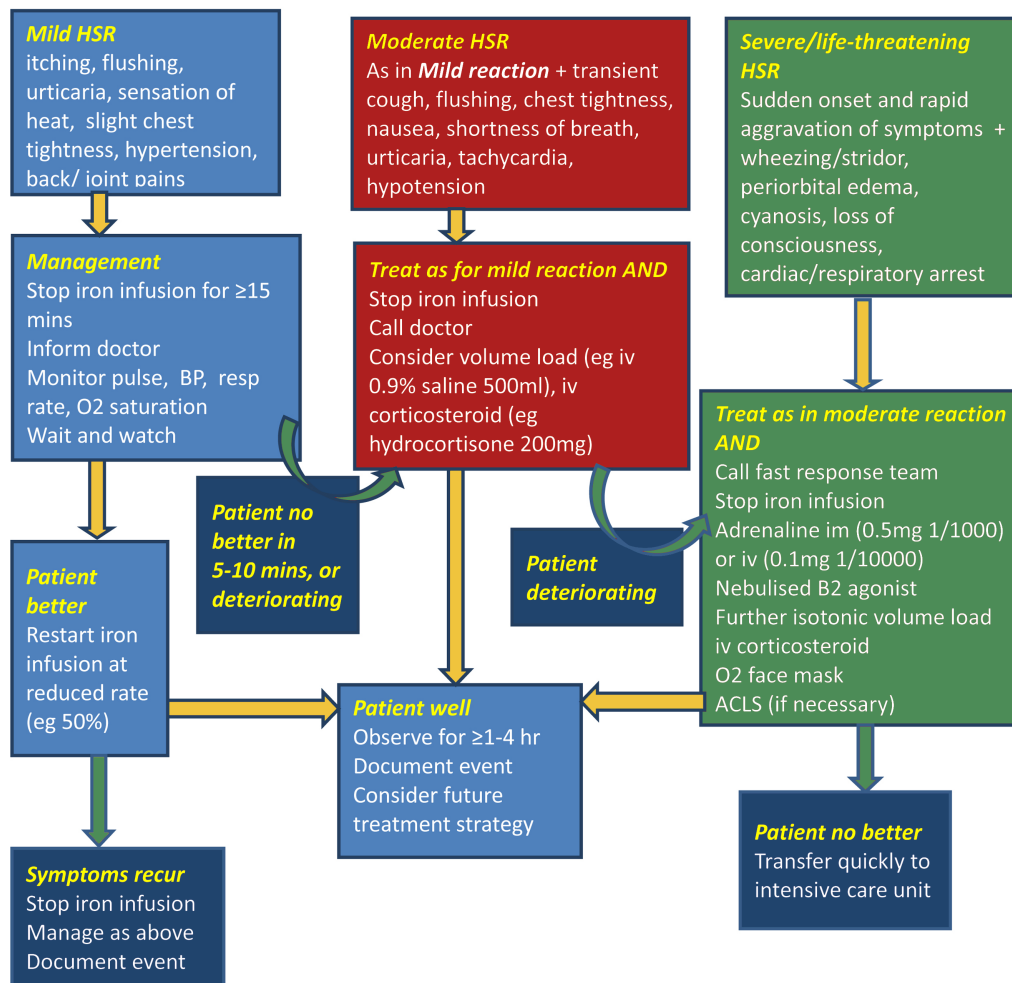 Mild HSR
itching, flushing,
urticaria, sensation of
heat, slight chest
tightness, hypertension,
back/ joint pains
Moderate HSR
As in Mild reaction + transient
cough, flushing, chest tightness,
nausea, shortness of breath,
urticaria, tachycardia,
hypotension
Severe/life-threatening
HSR
Sudden onset and rapid
aggravation of symptoms +
wheezing/stridor,
periorbital edema,
cyanosis, loss of
consciousness,
cardiac/respiratory arrest
Management
Stop iron infusion for ≥15
mins
Inform doctor
Monitor pulse, BP, resp
rate, O2 saturation
Wait and watch
Treat as for mild reaction AND
Stop iron infusion
Call doctor
Consider volume load (eg iv
0.9% saline 500ml), iv
corticosteroid (eg
hydrocortisone 200mg)
Treat as in moderate reaction
AND
Call fast response team
Stop iron infusion
Adrenaline im (0.5mg 1/1000)
or iv (0.1mg 1/10000)
Nebulised B2 agonist
Further isotonic volume load
iv corticosteroid
O2 face mask
ACLS (if necessary)
Patient no
better in
5-10 mins, or
deteriorating
Patient
deteriorating
Patient
better
Restart iron
infusion at
reduced rate
(eg 50%)
Patient well
Observe for ≥1-4 hr
Document event
Consider future
treatment strategy
Patient no better
Transfer quickly to
intensive care unit
Symptoms recur
Stop iron infusion
Manage as above
Document event